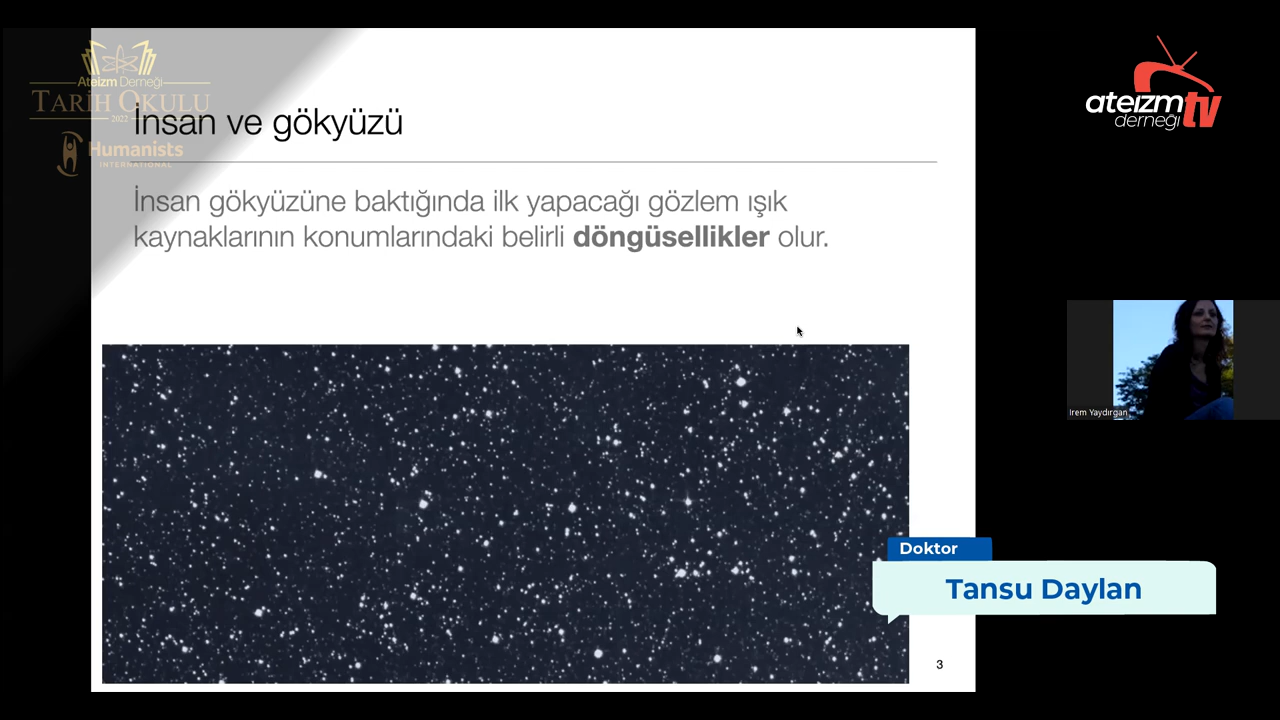 Ateizm Derneği
TARİH OKULU
2022
Humanists
INTERNATIONAL
İnsan ve gökyüzü
İnsan gökyüzüne baktığında ilk yapacağı gözlem ışık
kaynaklarının konumlarındaki belirli döngüsellikler olur.
ateizm tv
derneği
Irem Yaydırgan
Doktor
Tansu Daylan
3